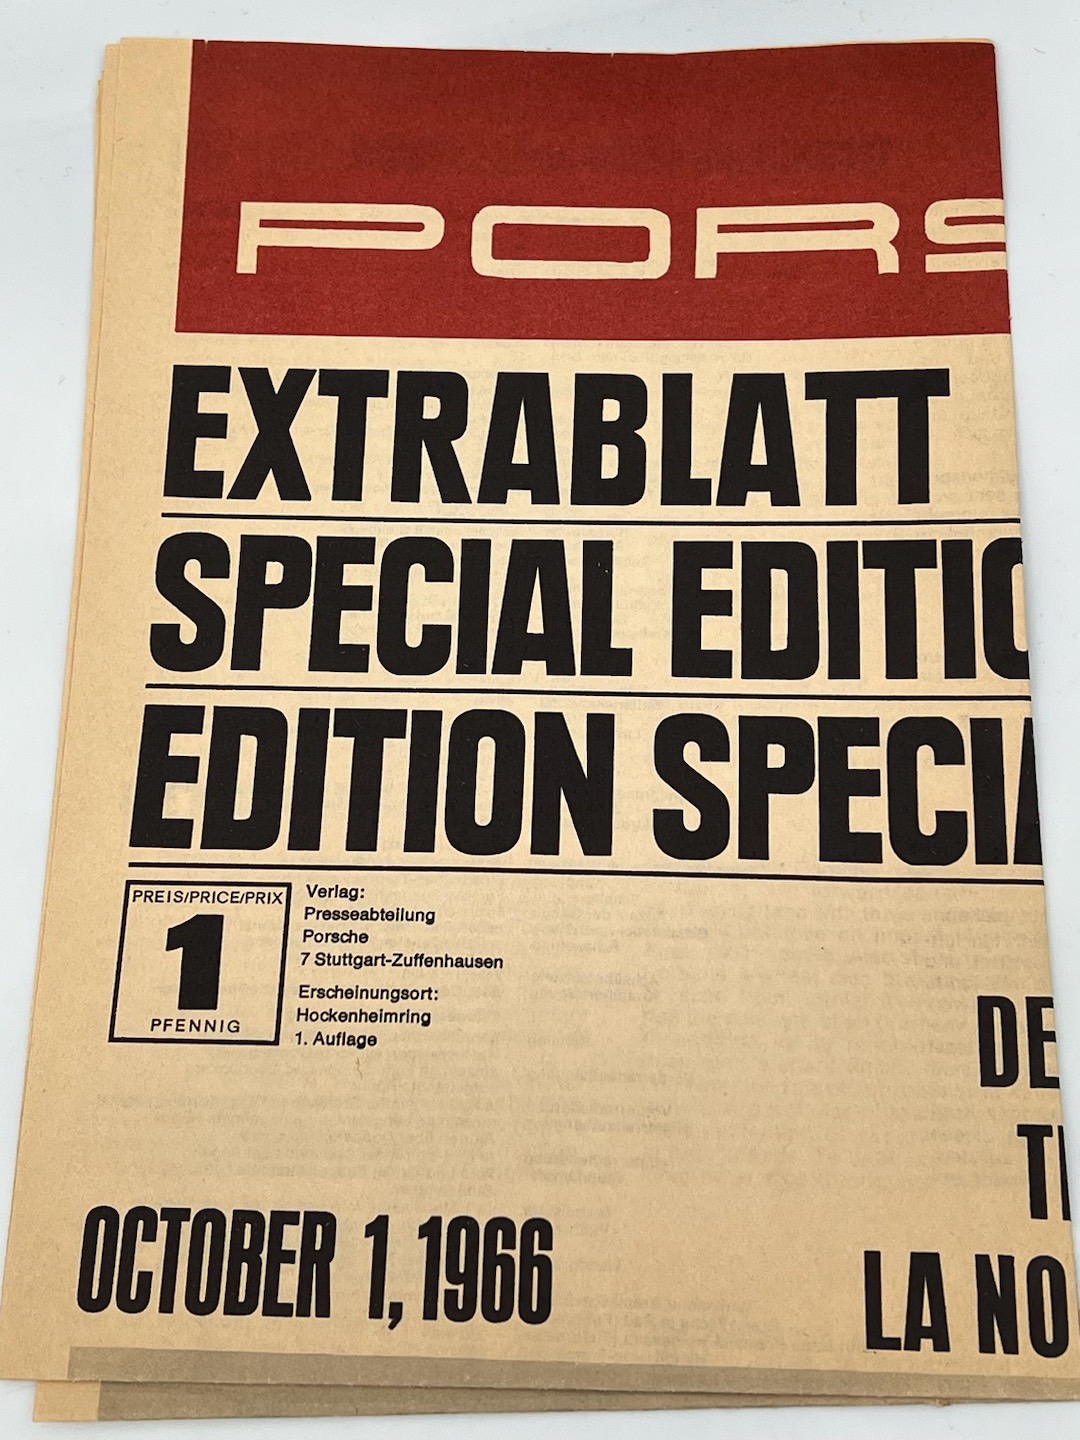 PORS
EXTRABLATT
SPECIAL EDITIO
EDITION SPECIA
PREIS/PRICE/PRIX
1
PFENNIG
Verlag:
Presseabteilung
Porsche
7 Stuttgart-Zuffenhausen
Erscheinungsort:
Hockenheimring
1. Auflage
DE
T
LA NO
OCTOBER 1, 1966